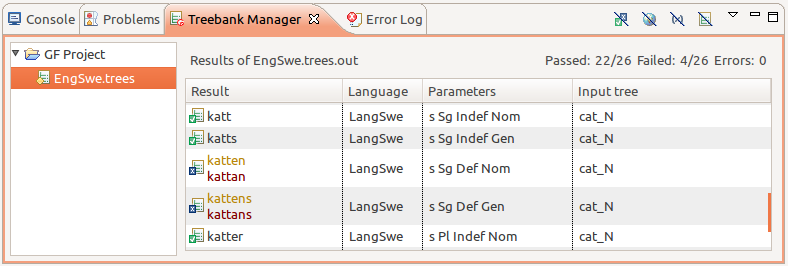 Console Problems Treebank Manager Error Log
GF Project
EngSwe.trees
Results of EngSwe.trees.out Passed: 22/26 Failed: 4/26 Errors: 0
Result Language Parameters Input tree
katt LangSwe s Sg Indef Nom cat_N
katts LangSwe s Sg Indef Gen cat_N
katten
kattan LangSwe s Sg Def Nom cat_N
kattens
kattans LangSwe s Sg Def Gen cat_N
katter LangSwe s Pl Indef Nom cat_N